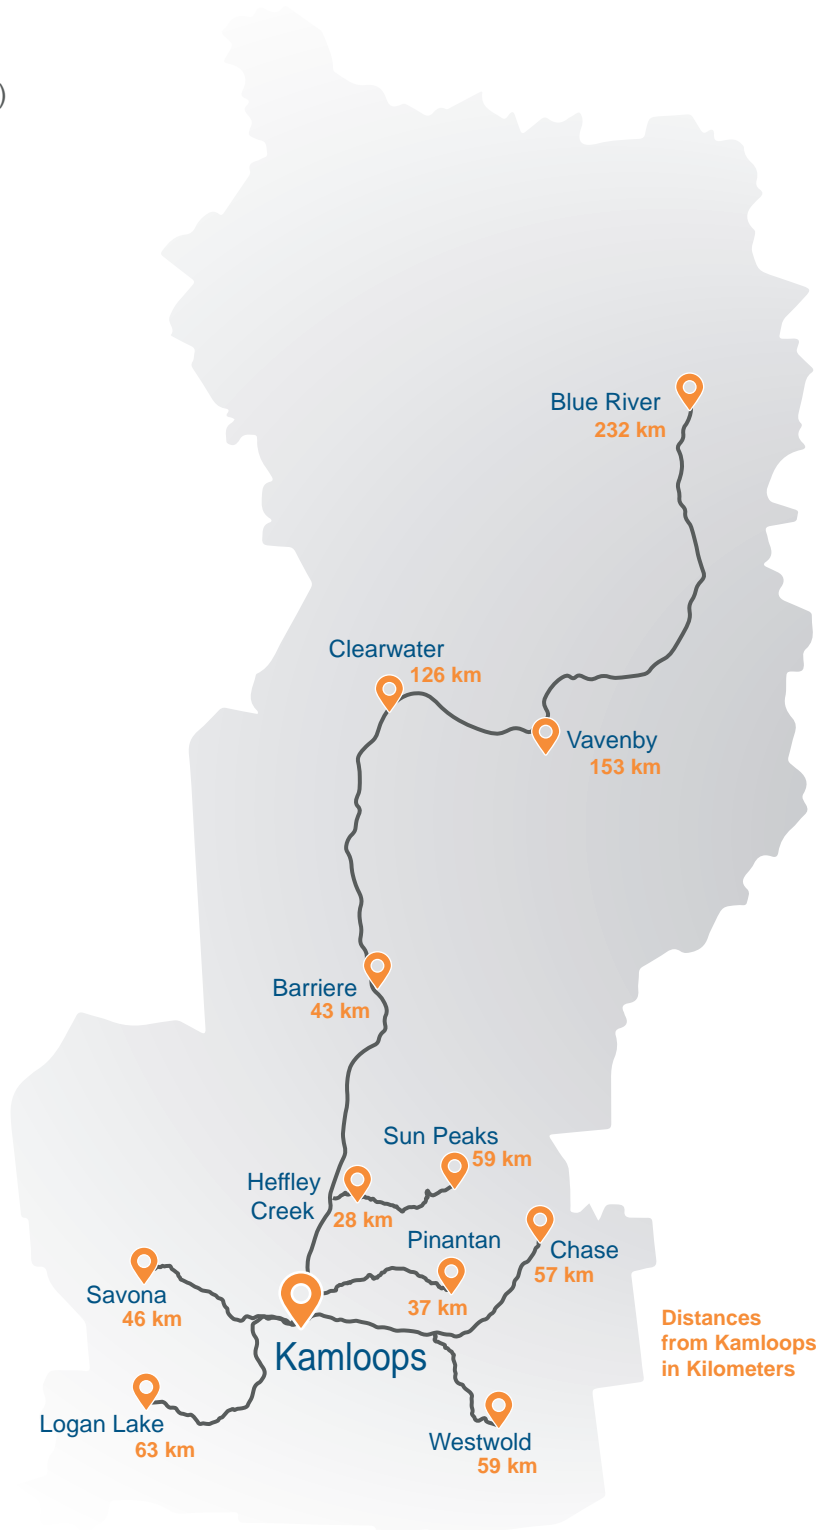 )
Blue River
232 km
Clearwater
126 km
Vavenby
153 km
Barriere
43 km
Sun Peaks
59 km
Heffley
Creek
28 km
Pinantan
37 km
Chase
57 km
Savona
46 km
Kamloops
Distances
from Kamloops
in Kilometers
Logan Lake
63 km
Westwold
59 km